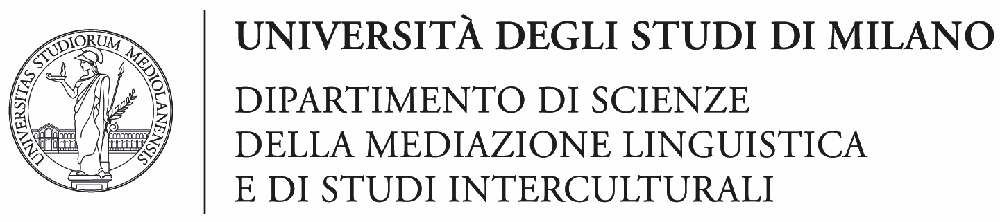 UNIVERSITAS STUDIORUM MEDIOLANENSIS
UNIVERSITÀ DEGLI STUDI DI MILANO
DIPARTIMENTO DI SCIENZE
DELLA MEDIAZIONE LINGUISTICA
E DI STUDI INTERCULTURALI